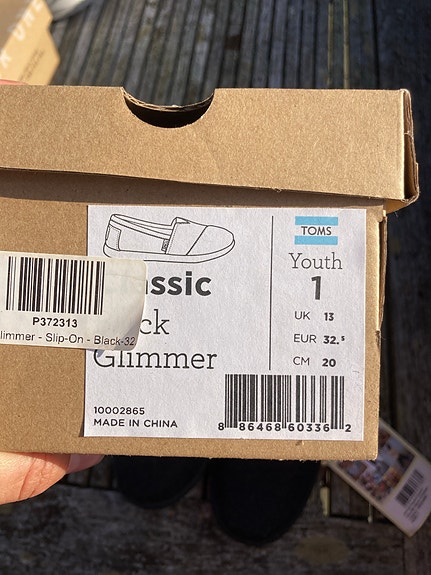 TOMS
Youth
1
UK 13
EUR 32.5
CM 20
assic
ck
Glimmer
P372313
limmer - Slip-On - Black-32
10002865
MADE IN CHINA
8 86468 60336 2